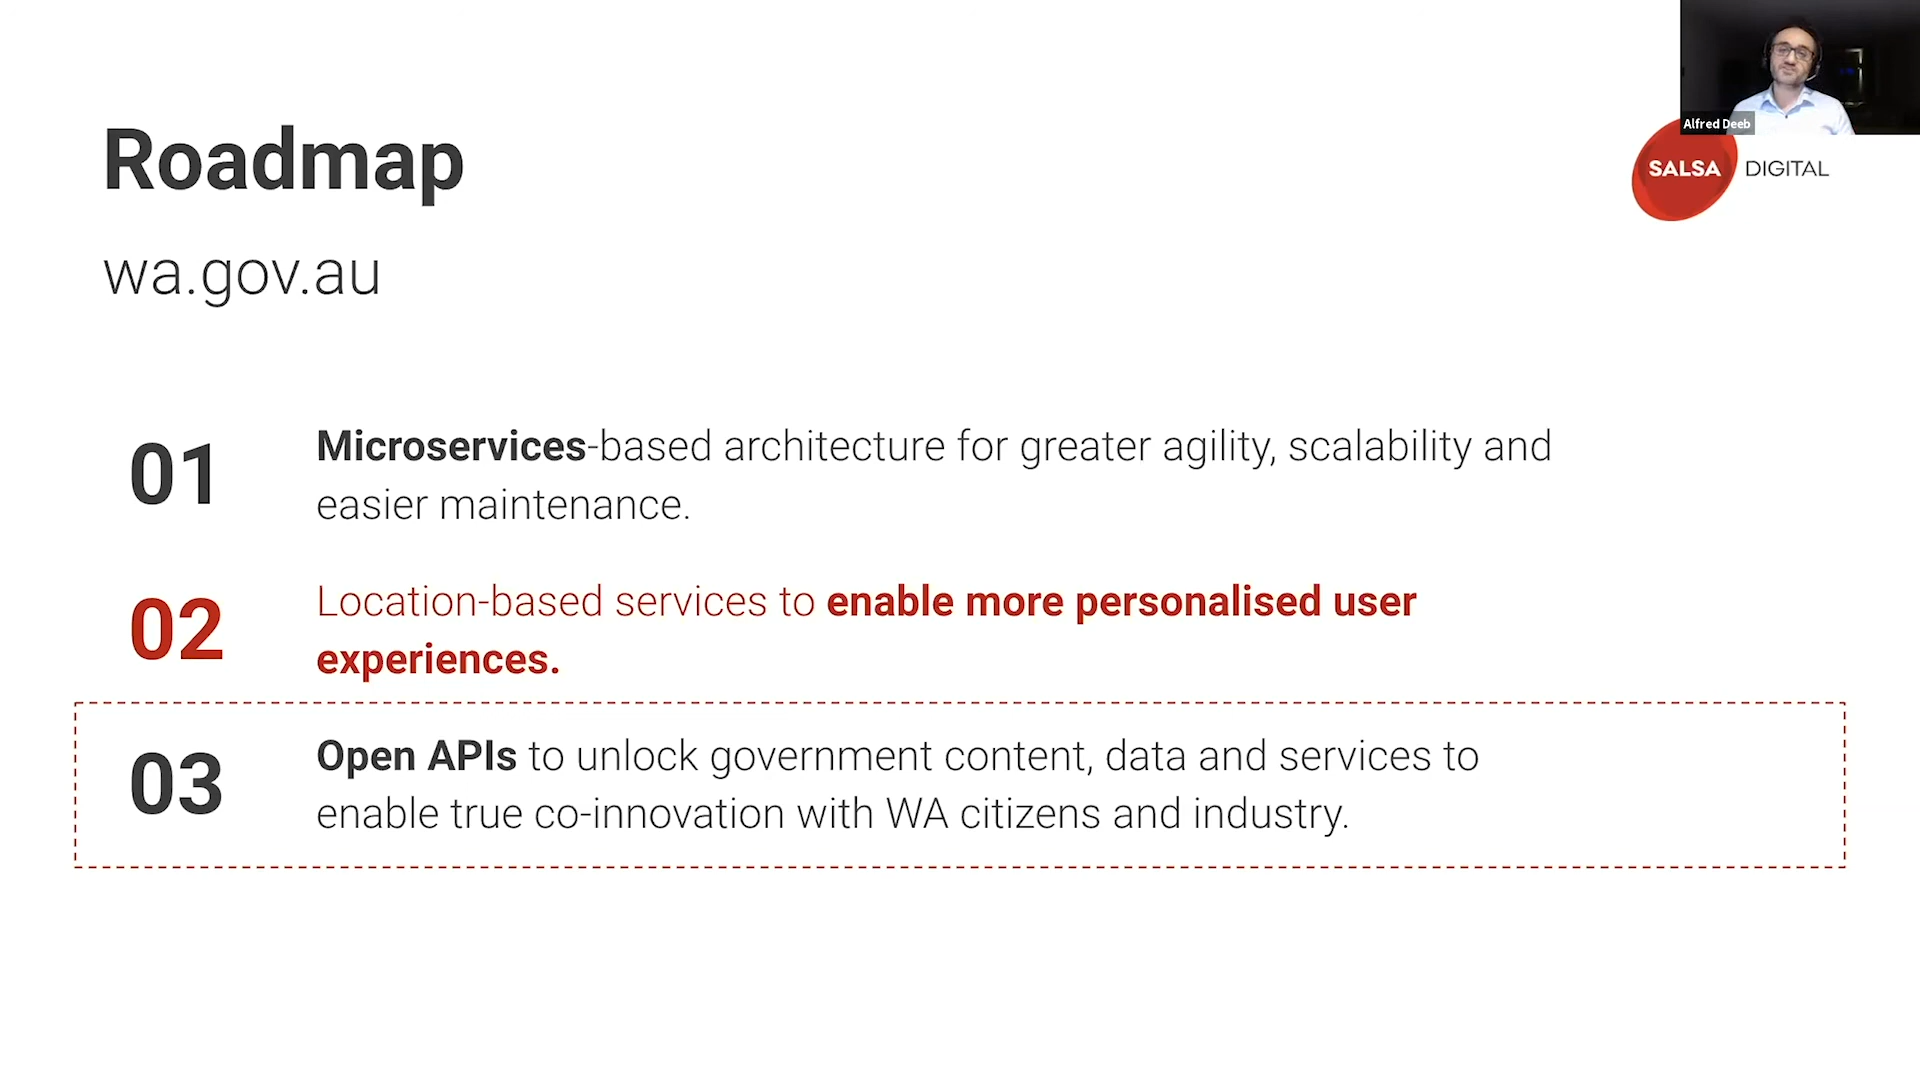 Alfred Deeb
SALSA DIGITAL
Roadmap
wa.gov.au
01
Microservices-based architecture for greater agility, scalability and
easier maintenance.
02
Location-based services to enable more personalised user
experiences.
03
Open APIs to unlock government content, data and services to
enable true co-innovation with WA citizens and industry.